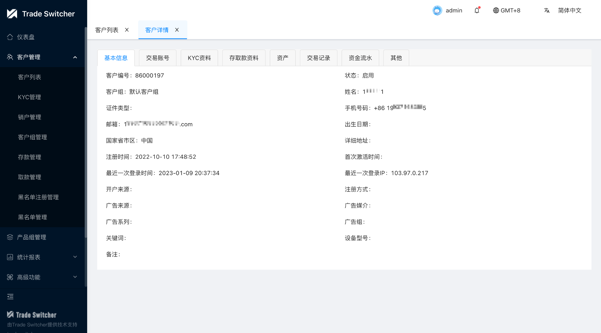 Trade Switcher
admin
GMT+8
简体中文
仪表盘
客户管理
客户列表
KYC管理
销户管理
客户组管理
存款管理
取款管理
黑名单注册管理
黑名单管理
产品组管理
统计报表
高级功能
Trade Switcher
由Trade Switcher提供技术支持
客户列表 ×
客户详情 ×
基本信息 交易账号 KYC资料 存取款资料 资产 交易记录 资金流水 其他
客户编号：86000197 状态：启用
客户组：默认客户组 姓名：1 1
证件类型： 手机号码：+86 19 5
邮箱：1 .com 出生日期：
国家省市区：中国 详细地址：
注册时间：2022-10-10 17:48:52 首次激活时间：
最近一次登录时间：2023-01-09 20:37:34 最近一次登录IP：103.97.0.217
开户来源： 注册方式：
广告来源： 广告媒介：
广告系列： 广告组：
关键词： 设备型号：
备注：